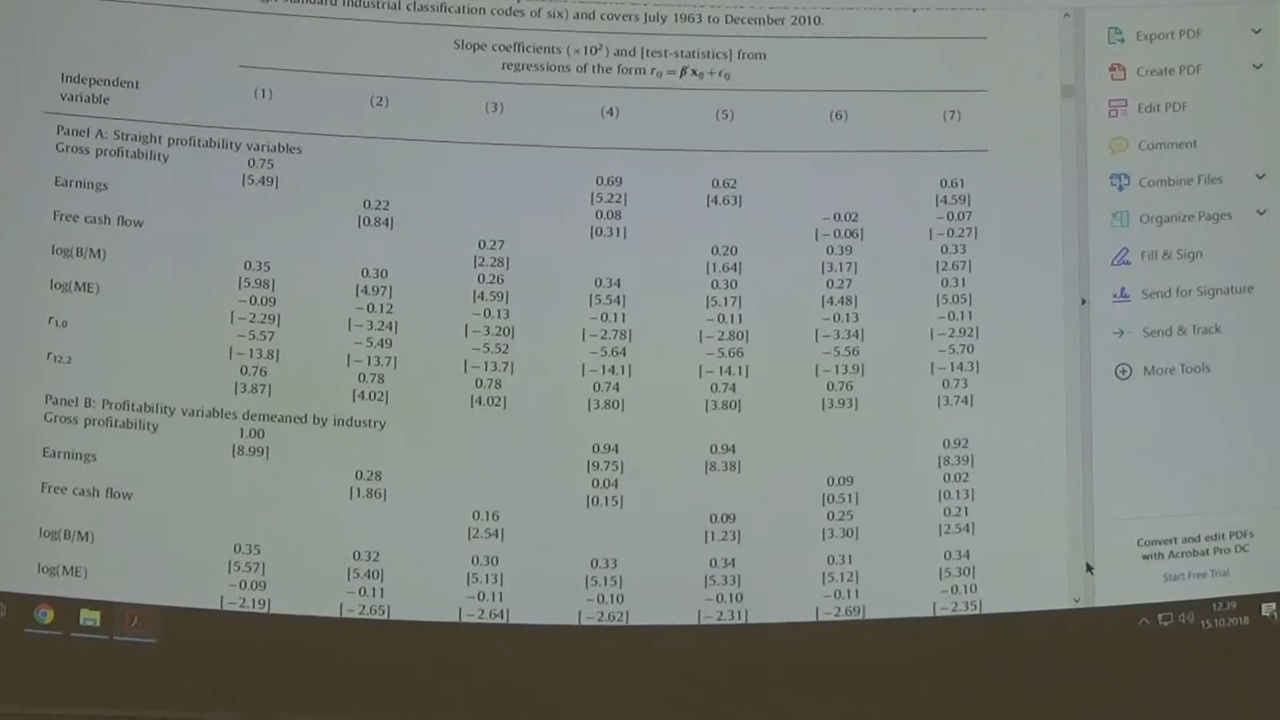 Industrial classification codes of six) and covers July 1963 to December 2010.
Slope coefficients (×10²) and [test-statistics] from
regressions of the form rtj = β′xtj + ϵtj
Independent
variable (1) (2) (3) (4) (5) (6) (7)
Panel A: Straight profitability variables
Gross profitability 0.75 0.69 0.62 0.61
[5.49] [5.22] [4.63] [4.59]
Earnings 0.22 0.08 −0.02 −0.07
[0.84] [0.31] [−0.06] [−0.27]
Free cash flow 0.27 0.20 0.39 0.33
[2.28] [1.64] [3.17] [2.67]
log(B/M) 0.35 0.30 0.26 0.34 0.30 0.27 0.31
[5.98] [4.97] [4.59] [5.54] [5.17] [4.48] [5.05]
log(ME) −0.09 −0.12 −0.13 −0.11 −0.11 −0.13 −0.11
[−2.29] [−3.24] [−3.20] [−2.78] [−2.80] [−3.34] [−2.92]
r1,0 −5.57 −5.49 −5.52 −5.64 −5.66 −5.56 −5.70
[−13.8] [−13.7] [−13.7] [−14.1] [−14.1] [−13.9] [−14.3]
r12,2 0.76 0.78 0.78 0.74 0.74 0.76 0.73
[3.87] [4.02] [4.02] [3.80] [3.80] [3.93] [3.74]
Panel B: Profitability variables demeaned by industry
Gross profitability 1.00 0.94 0.94 0.92
[8.99] [9.75] [8.38] [8.39]
Earnings 0.28 0.04 0.09 0.02
[1.86] [0.15] [0.51] [0.13]
Free cash flow 0.16 0.09 0.25 0.21
[2.54] [1.23] [3.30] [2.54]
log(B/M) 0.35 0.32 0.30 0.33 0.34 0.31 0.34
[5.57] [5.40] [5.13] [5.15] [5.33] [5.12] [5.30]
log(ME) −0.09 −0.11 −0.11 −0.10 −0.10 −0.11 −0.10
[−2.19] [−2.65] [−2.64] [−2.62] [−2.31] [−2.69] [−2.35]
Export PDF
Create PDF
Edit PDF
Comment
Combine Files
Organize Pages
Fill & Sign
Send for Signature
Send & Track
More Tools
Convert and edit PDFs
with Acrobat Pro DC
Start Free Trial
12.39
15.10.2018